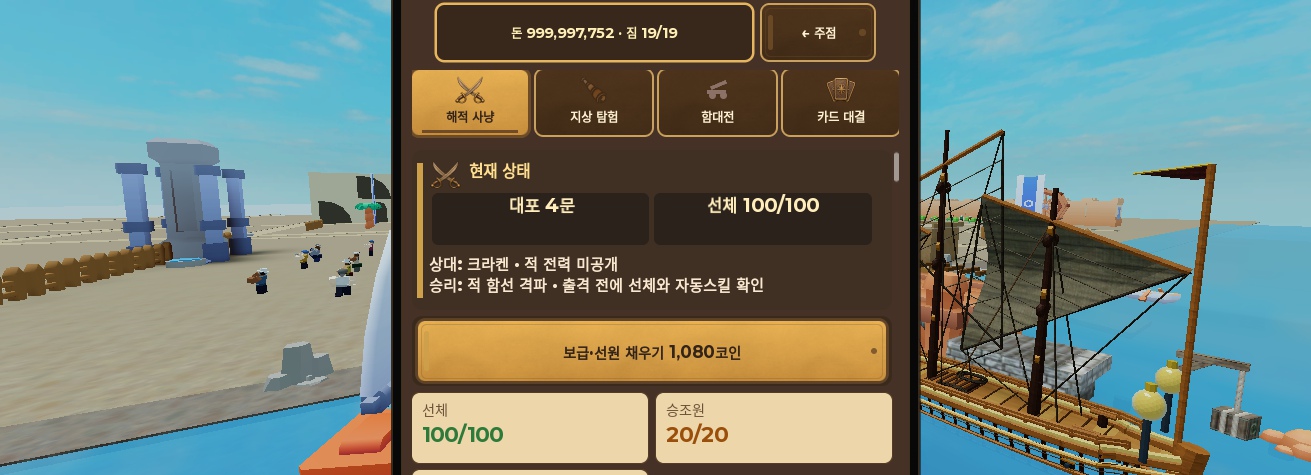 돈 999,997,752 · 짐 19/19
← 주점
해적 사냥
지상 탐험
함대전
카드 대결
현재 상태
대포 4문
선체 100/100
상대: 크라켄 • 적 전력 미공개
승리: 적 함선 격파 • 출격 전에 선체와 자동스킬 확인
보급·선원 채우기 1,080코인
선체
승조원
100/100
20/20